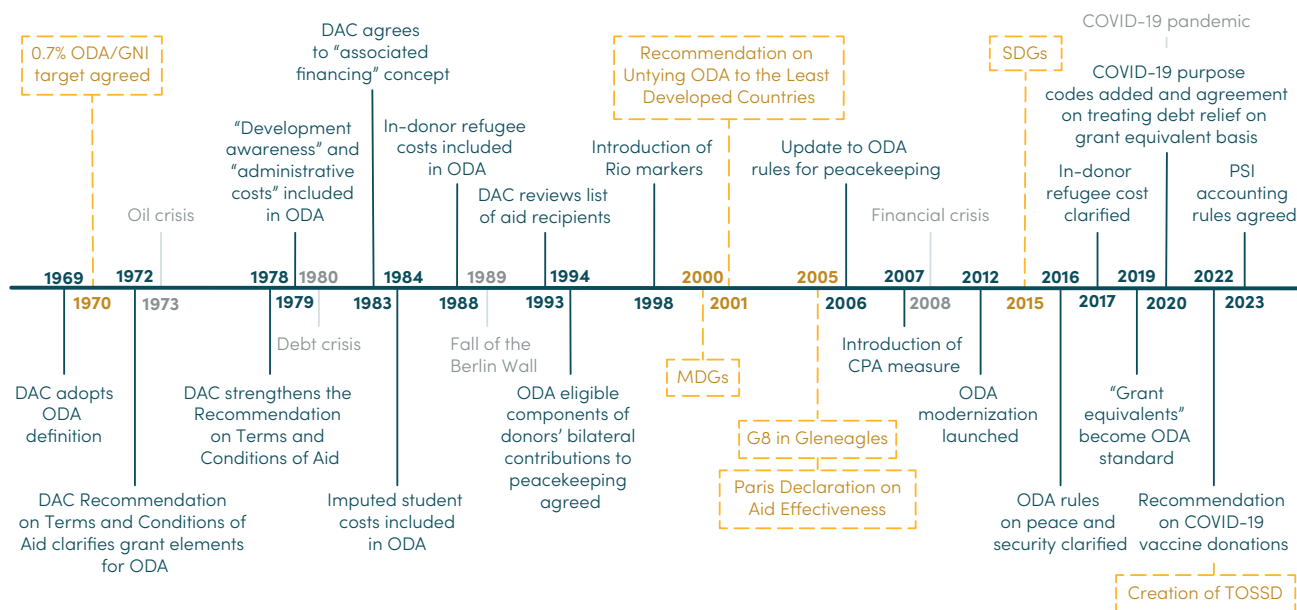 COVID-19 pandemic
0.7% ODA/GNI
target agreed
DAC agrees
to “associated
financing” concept
Recommendation on
Untying ODA to the Least
Developed Countries
SDGs
COVID-19 purpose
codes added and agreement
on treating debt relief on
grant equivalent basis
“Development
awareness” and
“administrative
costs” included
in ODA
In-donor refugee
costs included
in ODA
Introduction of
Rio markers
Update to ODA
rules for peacekeeping
In-donor
refugee cost
clarified
PSI
accounting
rules agreed
Oil crisis
DAC reviews list
of aid recipients
Financial crisis
1969 1972 1978 1980 1984 1989 1994 2000 2005 2007 2012 2016 2019 2022
1970 1973 1979 1983 1988 1993 1998 2001 2006 2008 2015 2017 2020 2023
Debt crisis
Fall of the
Berlin Wall
Introduction of
CPA measure
MDGs
DAC adopts
ODA
definition
DAC strengthens the
Recommendation
on Terms and
Conditions of Aid
ODA eligible
components of
donors’ bilateral
contributions to
peacekeeping
agreed
ODA
modernization
launched
“Grant
equivalents”
become ODA
standard
G8 in Gleneagles
Paris Declaration on
Aid Effectiveness
DAC Recommendation
on Terms and Conditions of
Aid clarifies grant elements
for ODA
Imputed student
costs included
in ODA
ODA rules
on peace and
security clarified
Recommendation
on COVID-19
vaccine donations
Creation of TOSSD